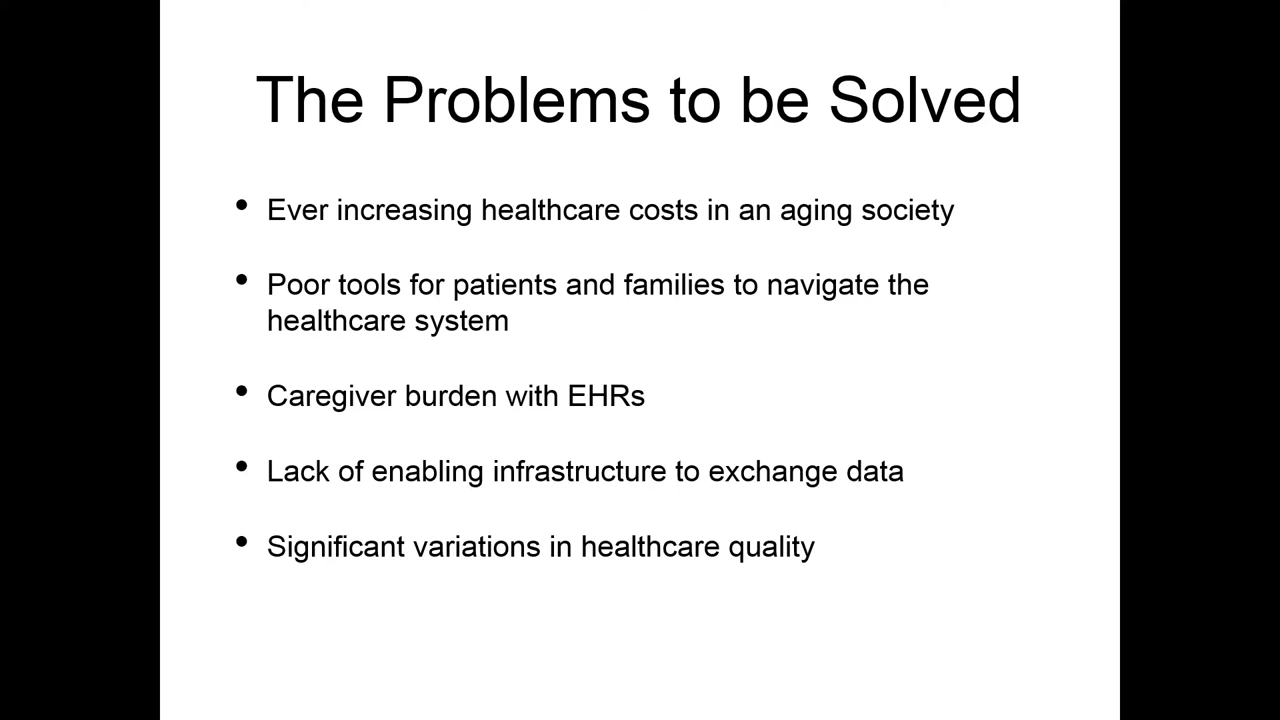 The Problems to be Solved
• Ever increasing healthcare costs in an aging society
• Poor tools for patients and families to navigate the
healthcare system
• Caregiver burden with EHRs
• Lack of enabling infrastructure to exchange data
• Significant variations in healthcare quality